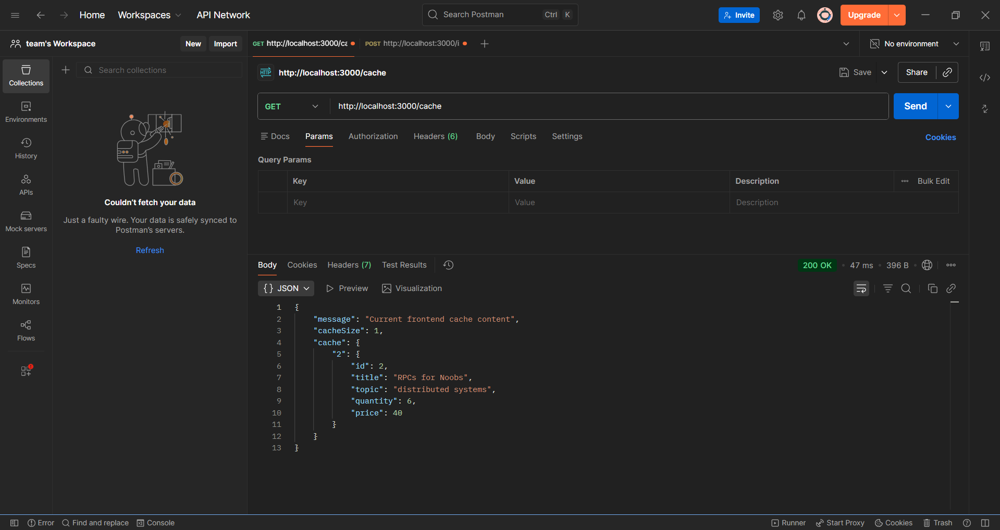 Home Workspaces API Network Search Postman Ctrl K Invite Upgrade
team's Workspace New Import GET http://localhost:3000/ca POST http://localhost:3000/i No environment
Search collections
HTTP http://localhost:3000/cache Save Share
Collections
Environments
History
APIs
Mock servers
Specs
Monitors
Flows
Couldn't fetch your data
Just a faulty wire. Your data is safely synced to
Postman's servers.
Refresh
GET http://localhost:3000/cache Send
Docs Params Authorization Headers (6) Body Scripts Settings Cookies
Query Params
Key Value Description Bulk Edit
Key Value Description
Body Cookies Headers (7) Test Results 200 OK • 47 ms • 396 B •
{} JSON Preview Visualization
1 {
2 "message": "Current frontend cache content",
3 "cacheSize": 1,
4 "cache": {
5 "2": {
6 "id": 2,
7 "title": "RPCs for Noobs",
8 "topic": "distributed systems",
9 "quantity": 6,
10 "price": 40
11 }
12 }
13 }
Error Find and replace Console Runner Start Proxy Cookies Trash